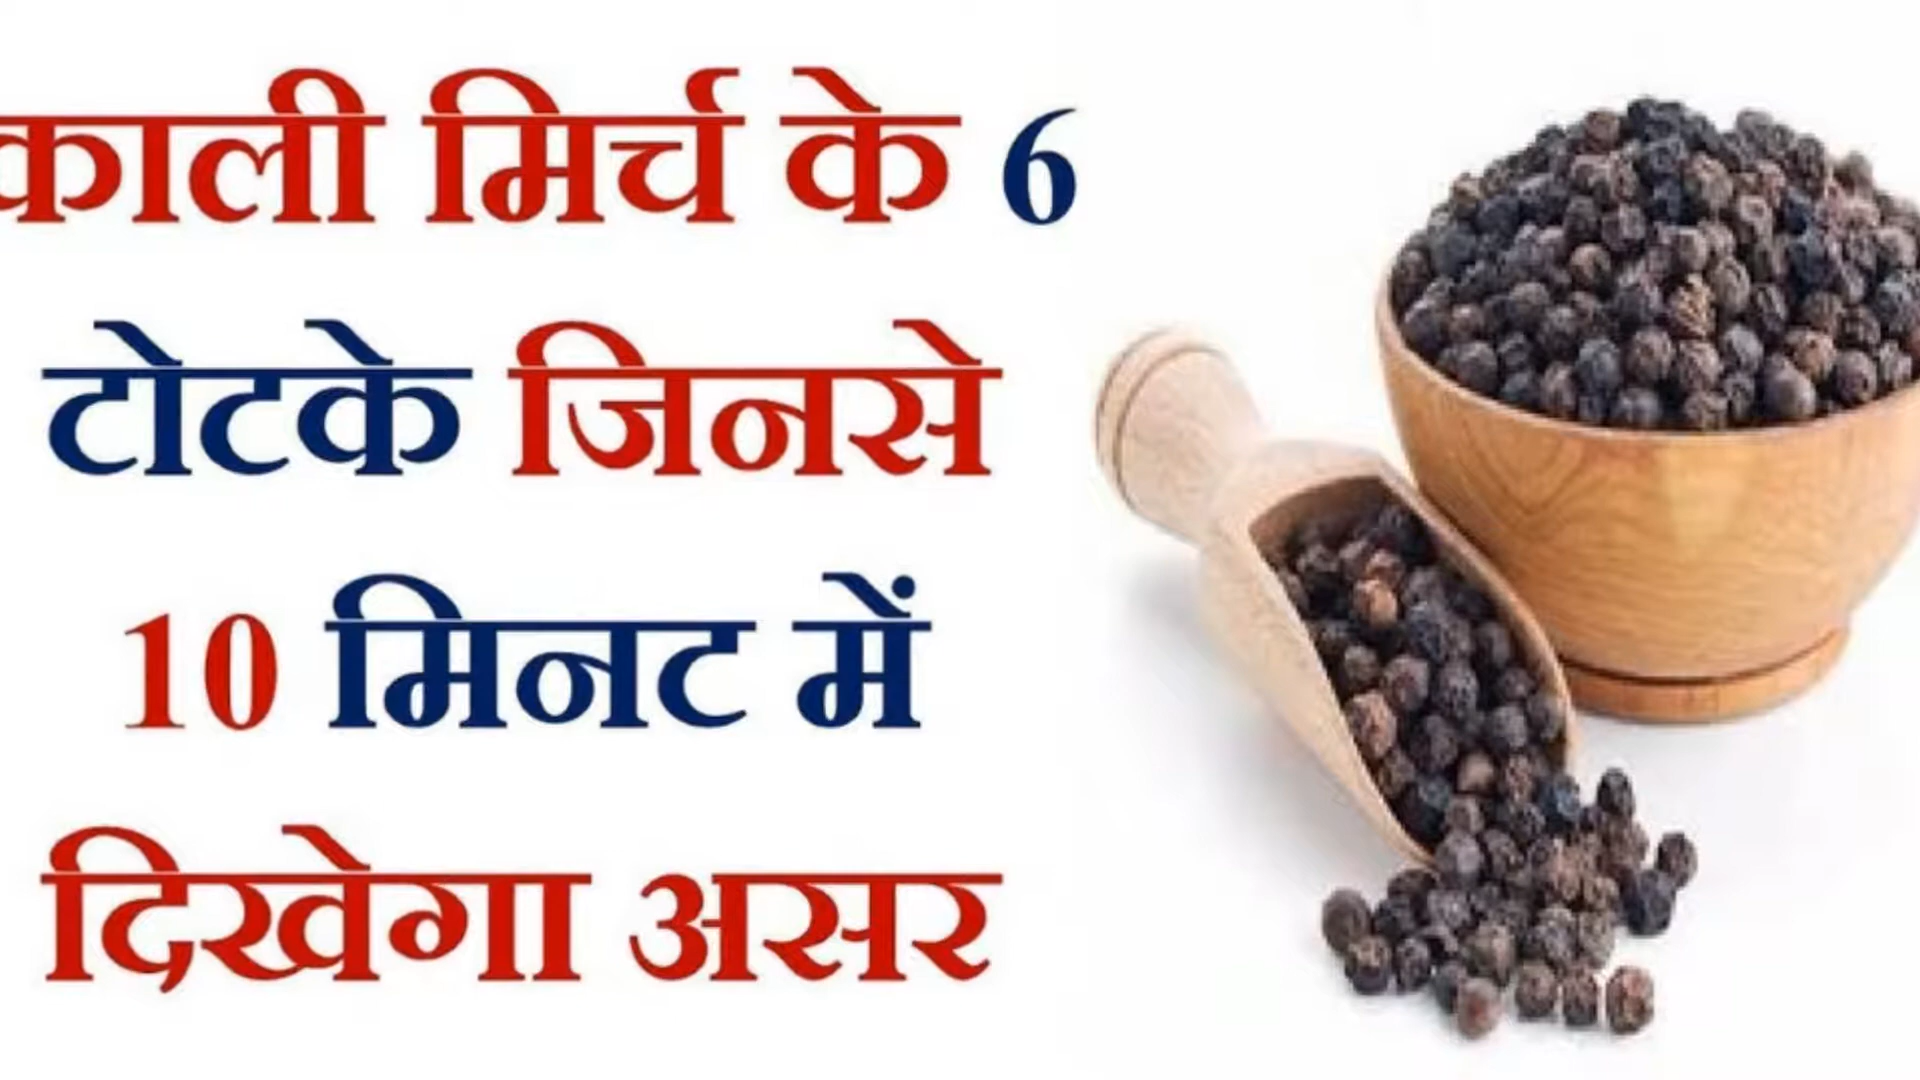 काली मिर्च के 6
टोटके जिनसे
10 मिनट में
दिखेगा असर